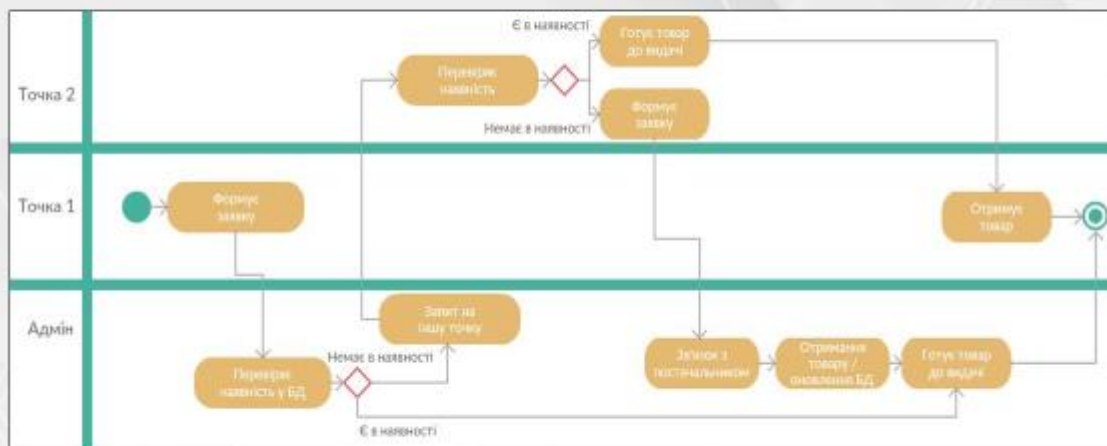 Точка 2
Є в наявності
Готує товар
до видачі
Перевіряє
наявність
Немає в наявності
Формує
заявку
Точка 1
Формує
заявку
Отримує
товар
Адмін
Запит на
іншу точку
Немає в наявності
Перевіряє
наявність у БД
Зв'язок з
постачальником
Отримання
товару /
оновлення БД
Готує товар
до видачі
Є в наявності